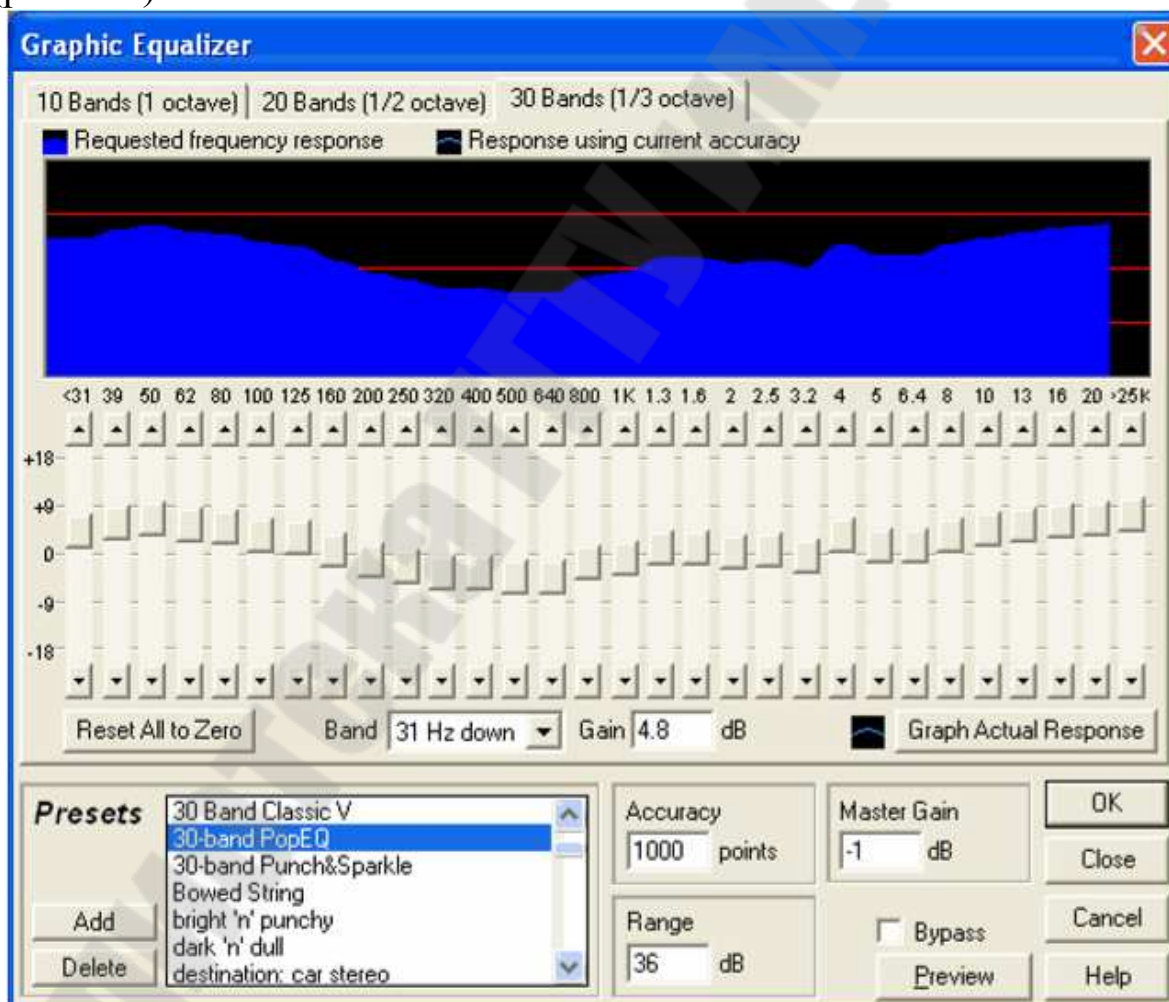 Graphic Equalizer
10 Bands (1 octave) 20 Bands (1/2 octave) 30 Bands (1/3 octave)
Requested frequency response Response using current accuracy
<31 39 50 62 80 100 125 160 200 250 320 400 500 640 800 1K 1.3 1.6 2 2.5 3.2 4 5 6.4 8 10 13 16 20 >25K
+18
+9
0
-9
-18
Reset All to Zero Band 31 Hz down Gain 4.8 dB Graph Actual Response
Presets
30 Band Classic V
30-band PopEQ
30-band Punch&Sparkle
Bowed String
bright 'n' punchy
dark 'n' dull
destination: car stereo
Add
Delete
Accuracy
1000 points
Range
36 dB
Master Gain
-1 dB
Bypass
Preview
OK
Close
Cancel
Help